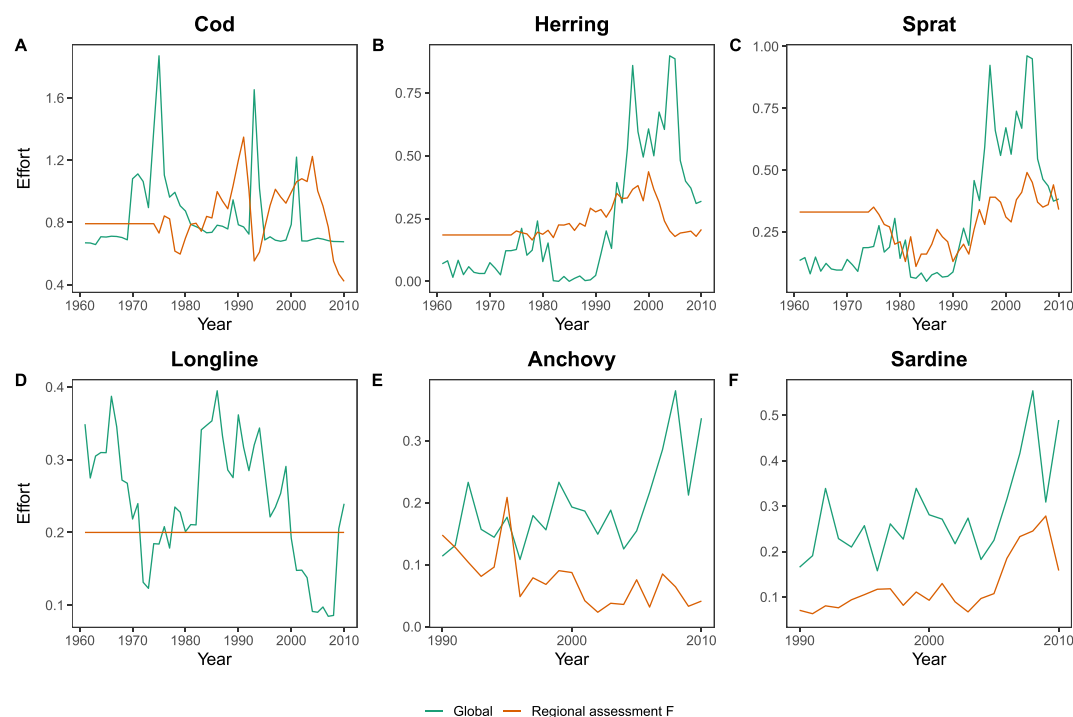 Cod
Herring
Sprat
A
B
C
Effort
1.6
1.2
0.8
0.4
0.75
0.50
0.25
0.00
1.00
0.75
0.50
0.25
1960 1970 1980 1990 2000 2010
1960 1970 1980 1990 2000 2010
1960 1970 1980 1990 2000 2010
Year
Year
Year
Longline
Anchovy
Sardine
D
E
F
Effort
0.4
0.3
0.2
0.1
0.3
0.2
0.1
0.0
0.5
0.4
0.3
0.2
0.1
1960 1970 1980 1990 2000 2010
1990 2000 2010
1990 2000 2010
Year
Year
Year
Global
Regional assessment F